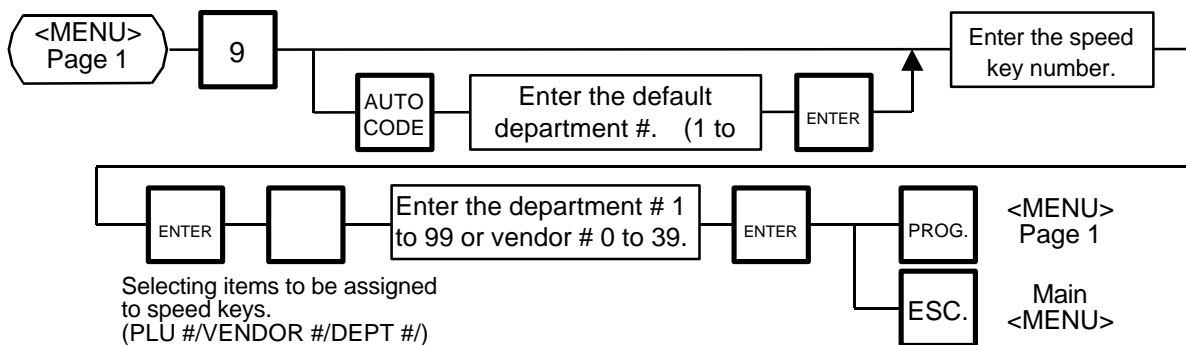 <MENU>
Page 1
9
AUTO
CODE
Enter the default
department #. (1 to
ENTER
Enter the speed
key number.
ENTER
Enter the department # 1
to 99 or vendor # 0 to 39.
ENTER
PROG.
<MENU>
Page 1
ESC.
Main
<MENU>
Selecting items to be assigned
to speed keys.
(PLU #/VENDOR #/DEPT #/)